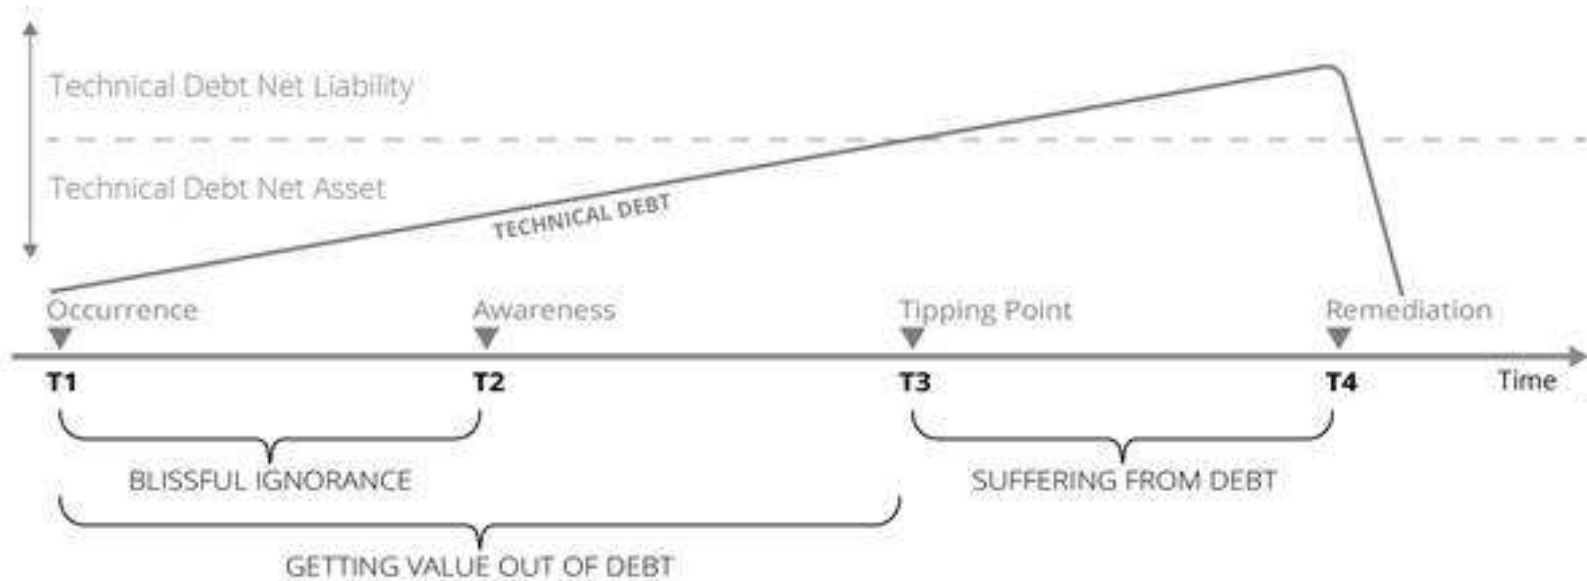 Technical Debt Net Liability
Technical Debt Net Asset
TECHNICAL DEBT
Occurrence Awareness Tipping Point Remediation
T1 T2 T3 T4 Time
BLISSFUL IGNORANCE SUFFERING FROM DEBT
GETTING VALUE OUT OF DEBT